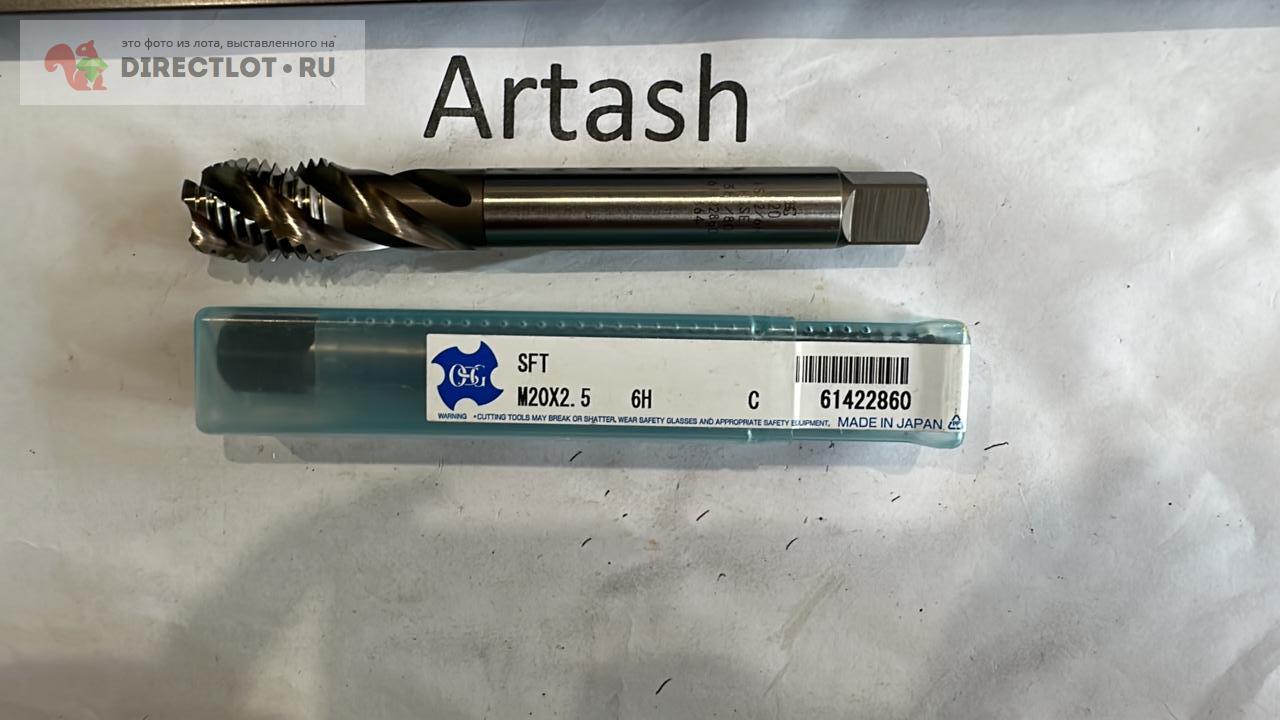 это фото из лота, выставленного на
DIRECTLOT•RU
Artash
OSG
SFT
M20X2.5 6H C 61422860
WARNING •CUTTING TOOLS MAY BREAK OR SHATTER. WEAR SAFETY GLASSES AND APPROPRIATE SAFETY EQUIPMENT. MADE IN JAPAN